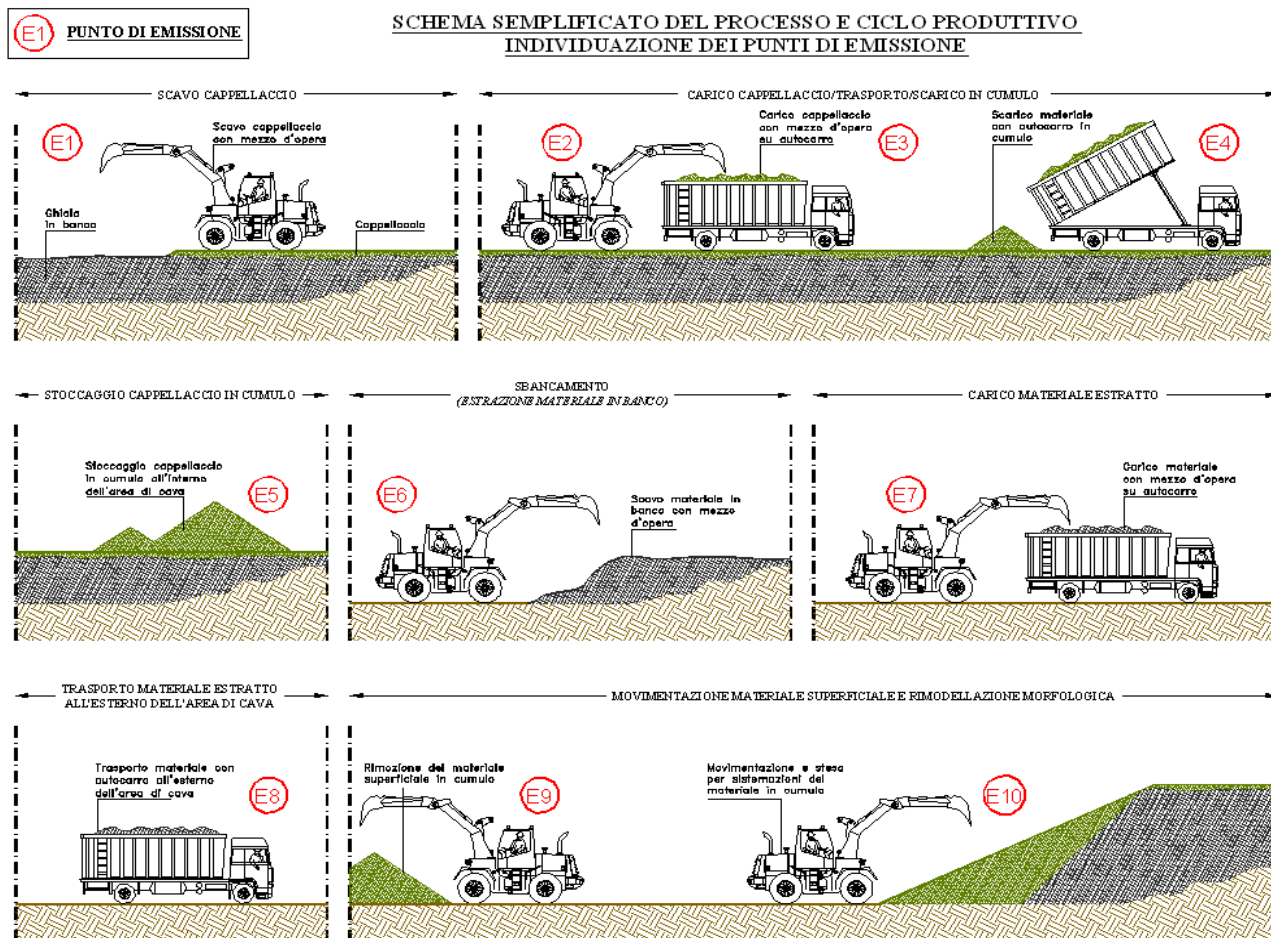 E1 PUNTO DI EMISSIONE
SCHEMA SEMPLIFICATO DEL PROCESSO E CICLO PRODUTTIVO
INDIVIDUAZIONE DEI PUNTI DI EMISSIONE
SCAVO CAPPELLACCIO
E1
Scavo cappellaccio
con mezzo d'opera
Ghiaia
in banco
Cappellaccio
CARICO CAPPELLACCIO/TRASPORTO/SCARICO IN CUMULO
E2
Carico cappellaccio
con mezzo d'opera
su autocarro
E3
Scarico materiale
con autocarro in
cumulo
E4
STOCCAGGIO CAPPELLACCIO IN CUMULO
Stoccaggio cappellaccio
in cumulo all'interno
dell'area di cava
E5
SBANCAMENTO
(ESTRAZIONE MATERIALE IN BANCO)
E6
Scavo materiale in
banco con mezzo
d'opera
CARICO MATERIALE ESTRATTO
E7
Carico materiale
con mezzo d'opera
su autocarro
TRASPORTO MATERIALE ESTRATTO
ALL'ESTERNO DELL'AREA DI CAVA
Trasporto materiale con
autocarro all'esterno
dell'area di cava
E8
MOVIMENTAZIONE MATERIALE SUPERFICIALE E RIMODELLAZIONE MORFOLOGICA
Rimozione del materiale
superficiale in cumulo
E9
Movimentazione e stesa
per sistemazioni del
materiale in cumulo
E10